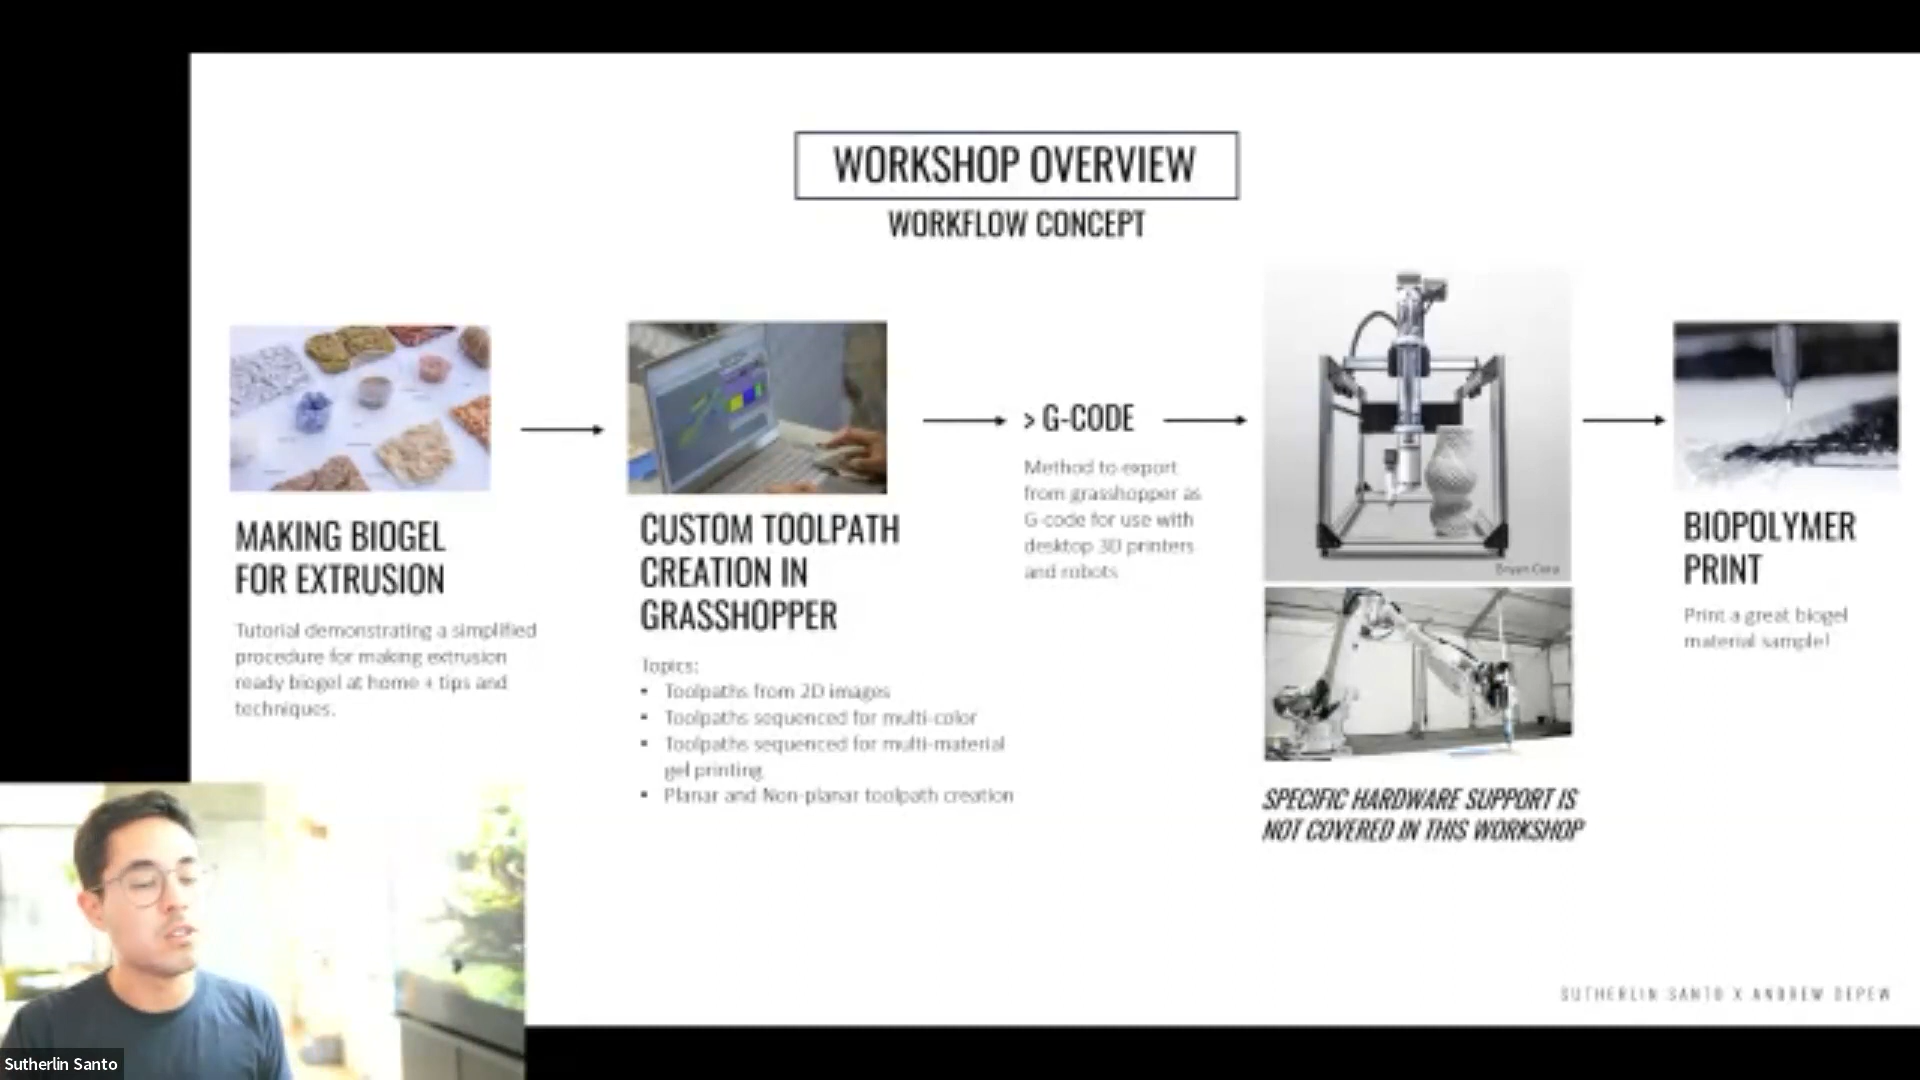 WORKSHOP OVERVIEW
WORKFLOW CONCEPT
MAKING BIOGEL
FOR EXTRUSION
Tutorial demonstrating a simplified
procedure for making extrusion
ready biogel at home + tips and
techniques.
CUSTOM TOOLPATH
CREATION IN
GRASSHOPPER
Topics:
• Toolpaths from 2D images
• Toolpaths sequenced for multi-color
• Toolpaths sequenced for multi-material
gel printing
• Planar and Non-planar toolpath creation
> G-CODE
Method to export
from grasshopper as
G-code for use with
desktop 3D printers
and robots
Bryan Cera
SPECIFIC HARDWARE SUPPORT IS
NOT COVERED IN THIS WORKSHOP
BIOPOLYMER
PRINT
Print a great biogel
material sample!
SUTHERLIN SANTO X ANDREW DEPEW
Sutherlin Santo